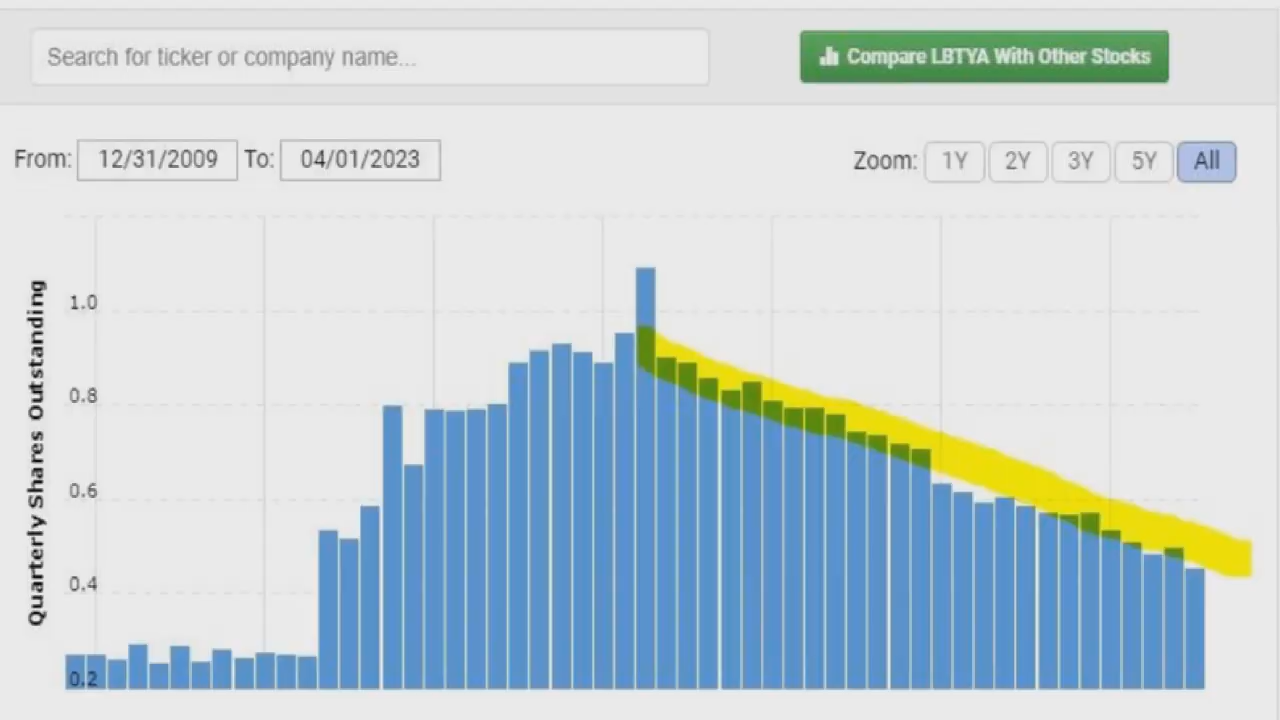 Search for ticker or company name...
Compare LBTYA With Other Stocks
From: 12/31/2009 To: 04/01/2023
Zoom: 1Y 2Y 3Y 5Y All
Quarterly Shares Outstanding
1.0
0.8
0.6
0.4
0.2